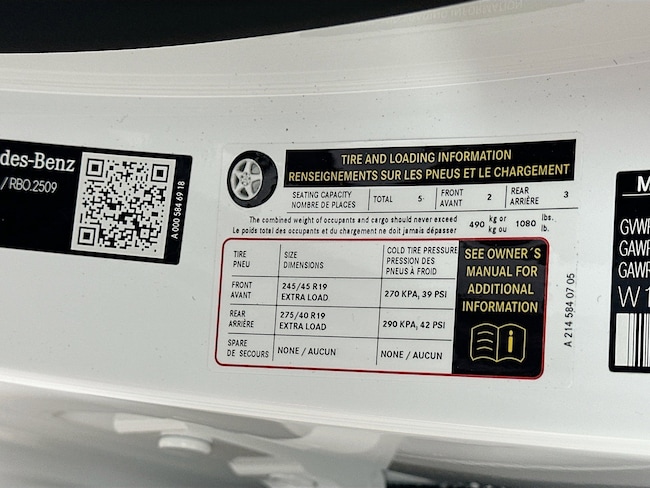 des-Benz
/ RBO.2509
A 000 584 69 18
TIRE AND LOADING INFORMATION
RENSEIGNEMENTS SUR LES PNEUS ET LE CHARGEMENT
SEATING CAPACITY
NOMBRE DE PLACES
TOTAL 5
FRONT
AVANT 2
REAR
ARRIÈRE 3
The combined weight of occupants and cargo should never exceed
Le poids total des occupants et du chargement ne doit jamais dépasser
490 kg or
kg ou
1080 lbs.
lb.
TIRE
PNEU
SIZE
DIMENSIONS
COLD TIRE PRESSURE
PRESSION DES
PNEUS À FROID
FRONT
AVANT
245/45 R19
EXTRA LOAD
270 KPA, 39 PSI
REAR
ARRIÈRE
275/40 R19
EXTRA LOAD
290 KPA, 42 PSI
SPARE
DE SECOURS
NONE / AUCUN
NONE / AUCUN
SEE OWNER´S
MANUAL FOR
ADDITIONAL
INFORMATION
A 214 584 07 05
M
GVWR
GAWR
GAWR
W1